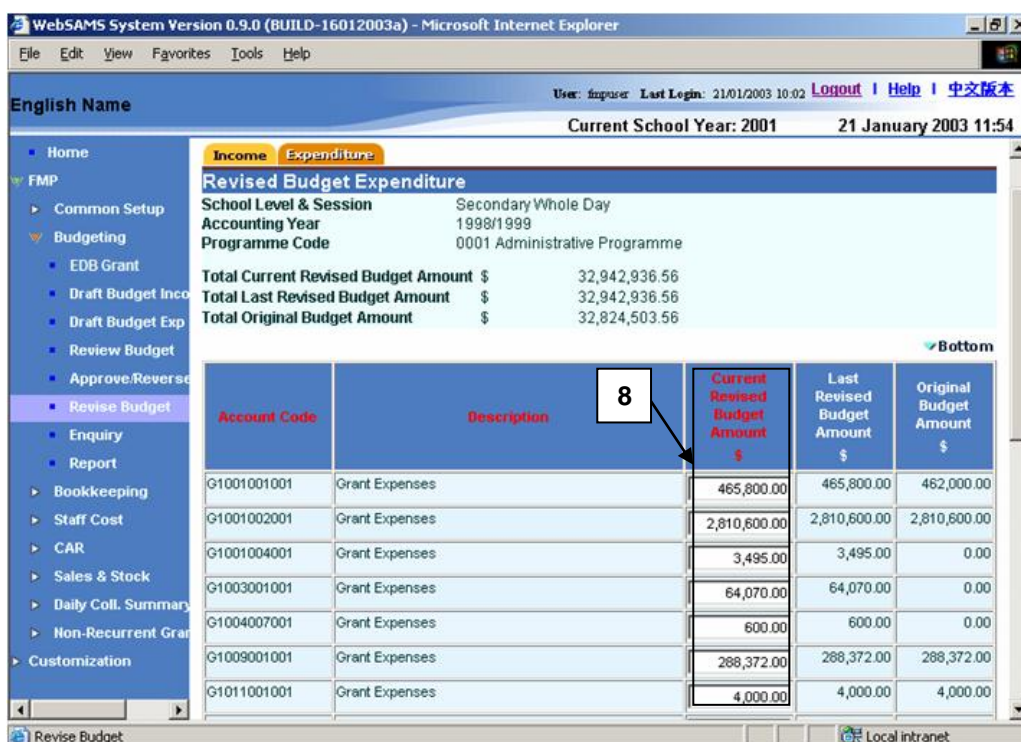 WebSAMS System Version 0.9.0 (BUILD-16012003a) - Microsoft Internet Explorer
File Edit View Favorites Tools Help
English Name
User: fmpuser Last Login: 21/01/2003 10:02 Logout | Help | 中文版本
Current School Year: 2001 21 January 2003 11:54
Home
FMP
Common Setup
Budgeting
EDB Grant
Draft Budget Inco
Draft Budget Exp
Review Budget
Approve/Reverse
Revise Budget
Enquiry
Report
Bookkeeping
Staff Cost
CAR
Sales & Stock
Daily Coll. Summary
Non-Recurrent Gran
Customization
Income Expenditure
Revised Budget Expenditure
School Level & Session Secondary Whole Day
Accounting Year 1998/1999
Programme Code 0001 Administrative Programme
Total Current Revised Budget Amount $ 32,942,936.56
Total Last Revised Budget Amount $ 32,942,936.56
Total Original Budget Amount $ 32,824,503.56
Bottom
8
Account Code Description Current Revised Budget Amount $ Last Revised Budget Amount $ Original Budget Amount $
G1001001001 Grant Expenses 465,800.00 465,800.00 462,000.00
G1001002001 Grant Expenses 2,810,600.00 2,810,600.00 2,810,600.00
G1001004001 Grant Expenses 3,495.00 3,495.00 0.00
G1003001001 Grant Expenses 64,070.00 64,070.00 0.00
G1004007001 Grant Expenses 600.00 600.00 0.00
G1009001001 Grant Expenses 288,372.00 288,372.00 288,372.00
G1011001001 Grant Expenses 4,000.00 4,000.00 4,000.00
Revise Budget Local intranet